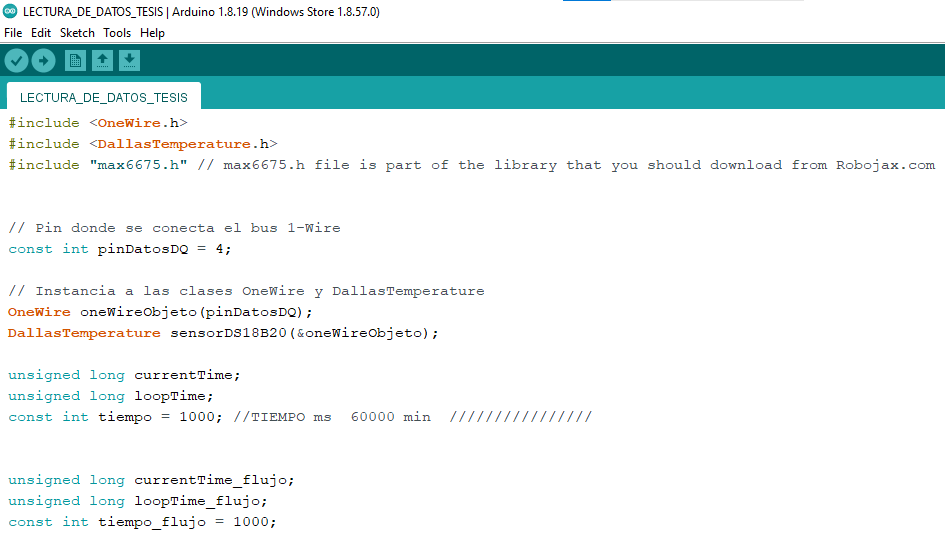 LECTURA_DE_DATOS_TESIS | Arduino 1.8.19 (Windows Store 1.8.57.0)
File Edit Sketch Tools Help
LECTURA_DE_DATOS_TESIS
#include <OneWire.h>
#include <DallasTemperature.h>
#include "max6675.h" // max6675.h file is part of the library that you should download from Robojax.com
// Pin donde se conecta el bus 1-Wire
const int pinDatosDQ = 4;
// Instancia a las clases OneWire y DallasTemperature
OneWire oneWireObjeto(pinDatosDQ);
DallasTemperature sensorDS18B20(&oneWireObjeto);
unsigned long currentTime;
unsigned long loopTime;
const int tiempo = 1000; //TIEMPO ms  60000 min  ////////////////
unsigned long currentTime_flujo;
unsigned long loopTime_flujo;
const int tiempo_flujo = 1000;